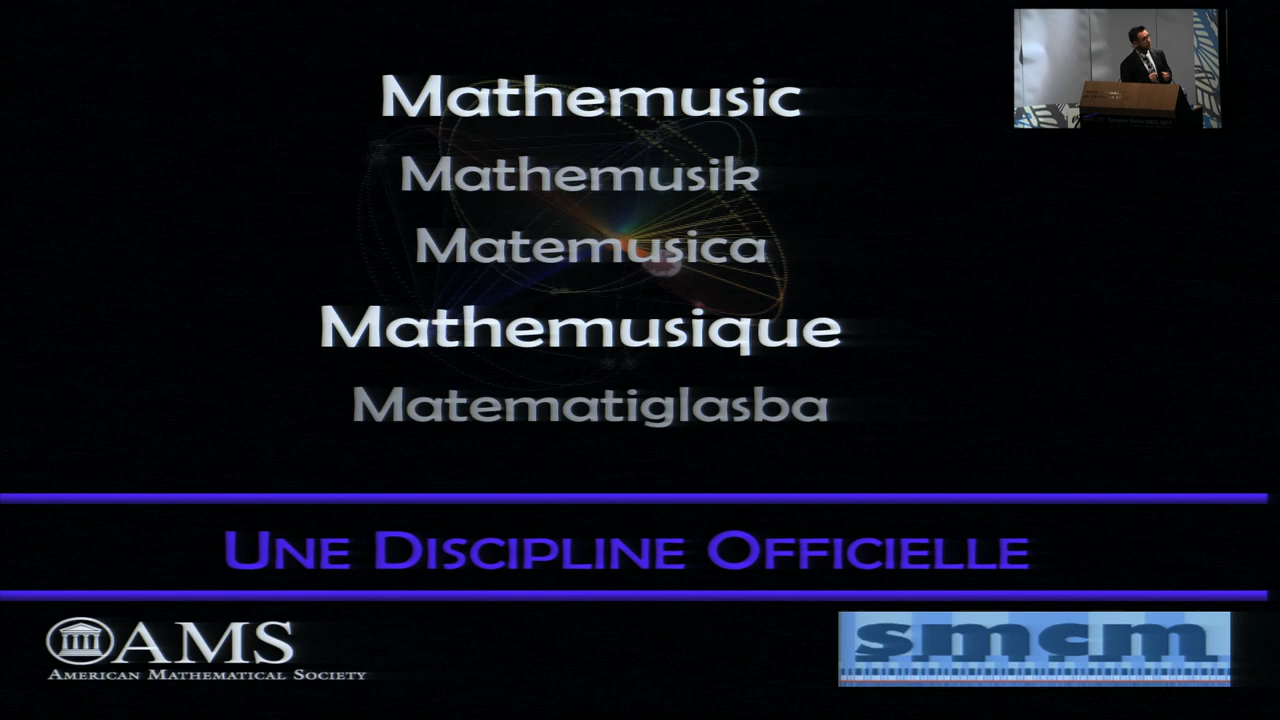 Mathemusic
Mathemusik
Matemusica
Mathemusique
Matematiglasba
UNE DISCIPLINE OFFICIELLE
AMS
AMERICAN MATHEMATICAL SOCIETY
smcm